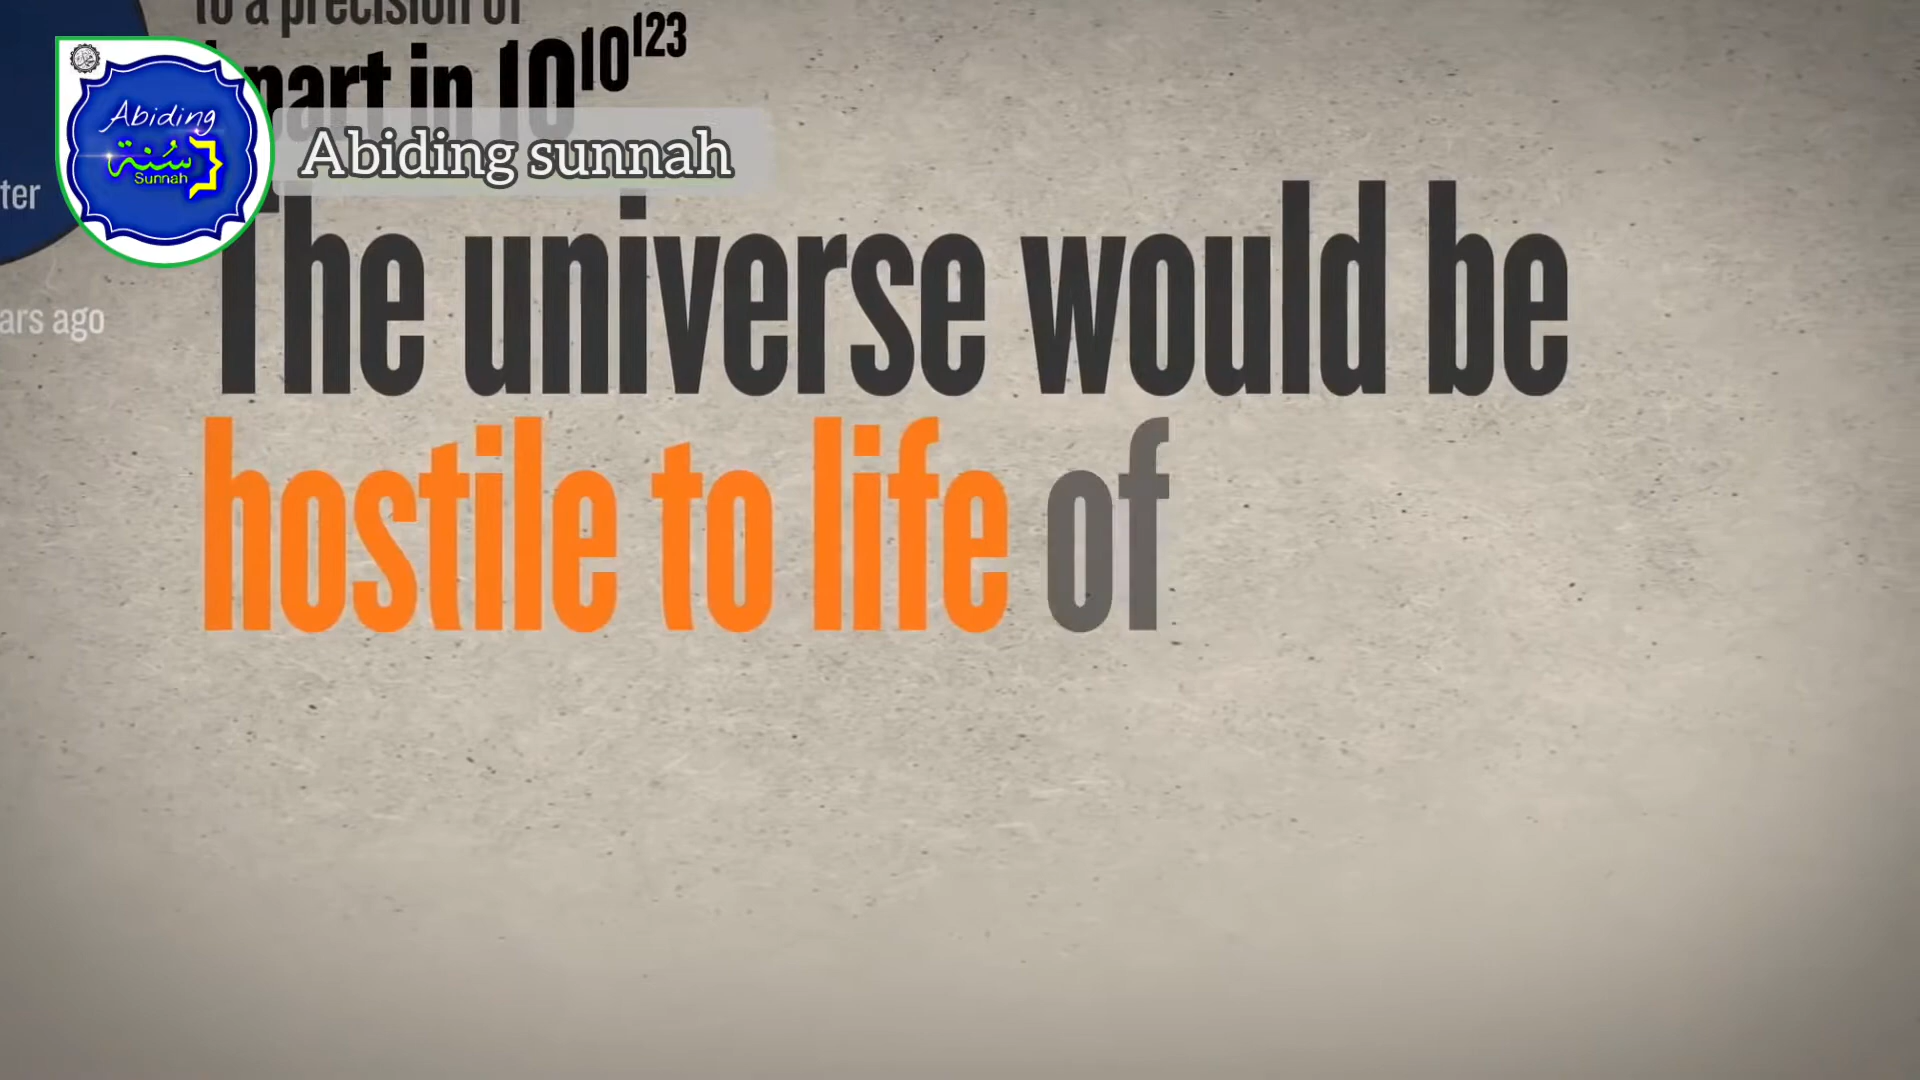 to a precision of
part in 10^10^123
Abiding
سُنة
Sunnah
Abiding sunnah
ter
The universe would be
ars ago
hostile to life of